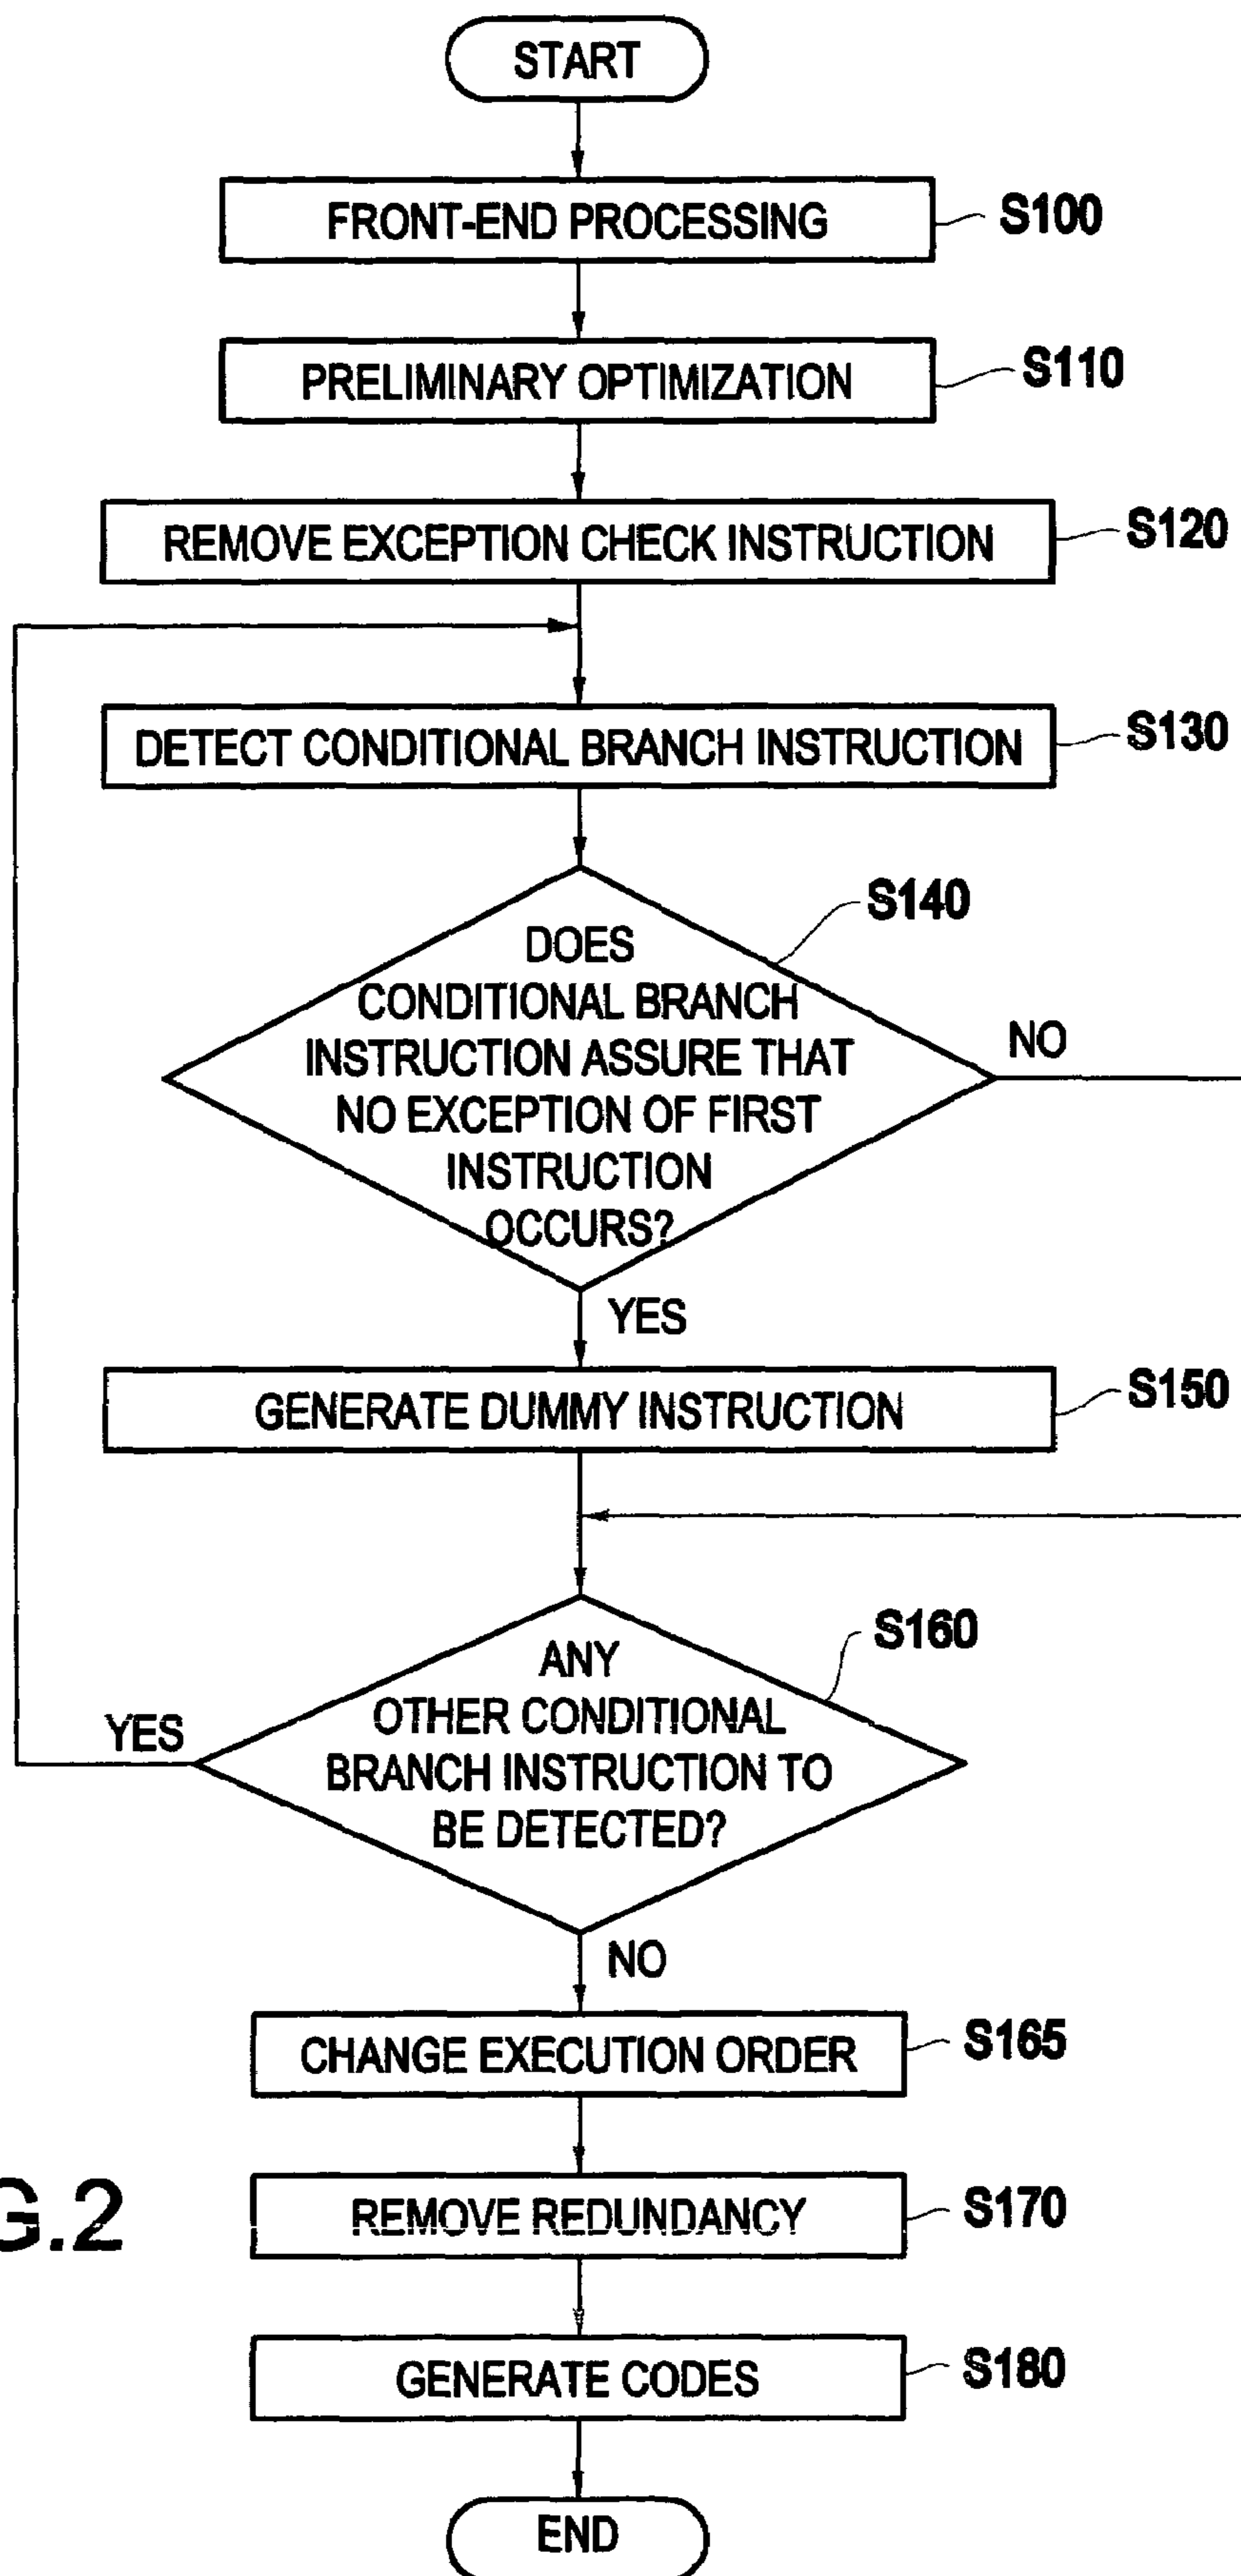 START
FRONT-END PROCESSING
S100
PRELIMINARY OPTIMIZATION
S110
REMOVE EXCEPTION CHECK INSTRUCTION
S120
DETECT CONDITIONAL BRANCH INSTRUCTION
S130
S140
DOES
CONDITIONAL BRANCH
INSTRUCTION ASSURE THAT
NO EXCEPTION OF FIRST
INSTRUCTION
OCCURS?
NO
YES
GENERATE DUMMY INSTRUCTION
S150
S160
ANY
OTHER CONDITIONAL
BRANCH INSTRUCTION TO
BE DETECTED?
YES
NO
CHANGE EXECUTION ORDER
S165
G.2
REMOVE REDUNDANCY
S170
GENERATE CODES
S180
END